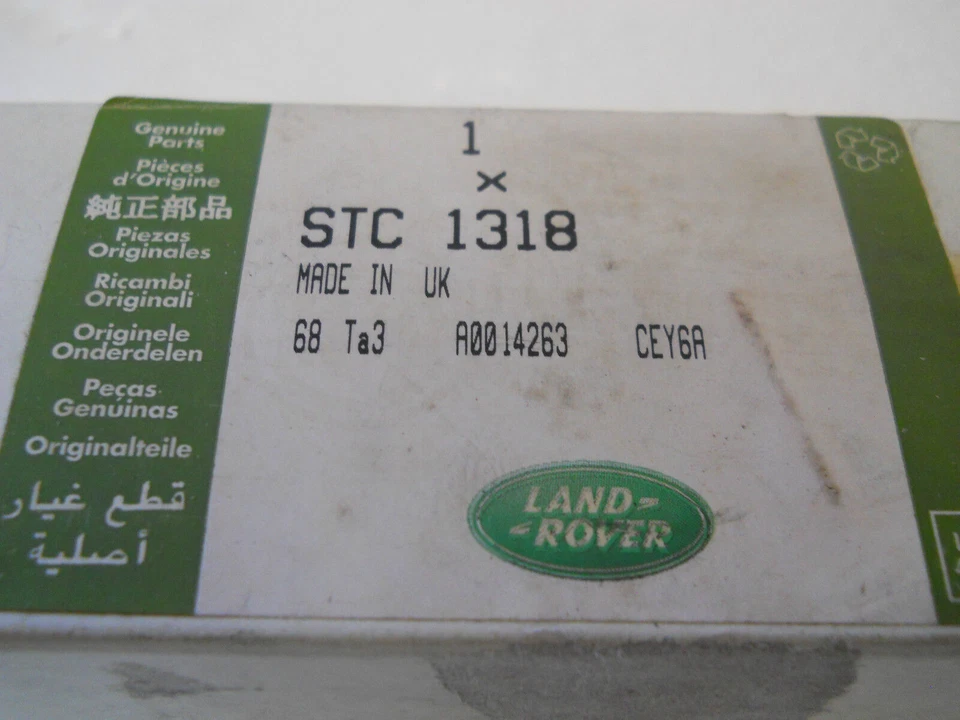 Genuine
Parts
Pièces
d'Origine
純正部品
Piezas
Originales
Ricambi
Originali
Originele
Onderdelen
Peças
Genuinas
Originalteile
قطع غيار
أصلية
1
×
STC 1318
MADE IN UK
68 Ta3 A0014263 CEY6A
LAND-
-ROVER